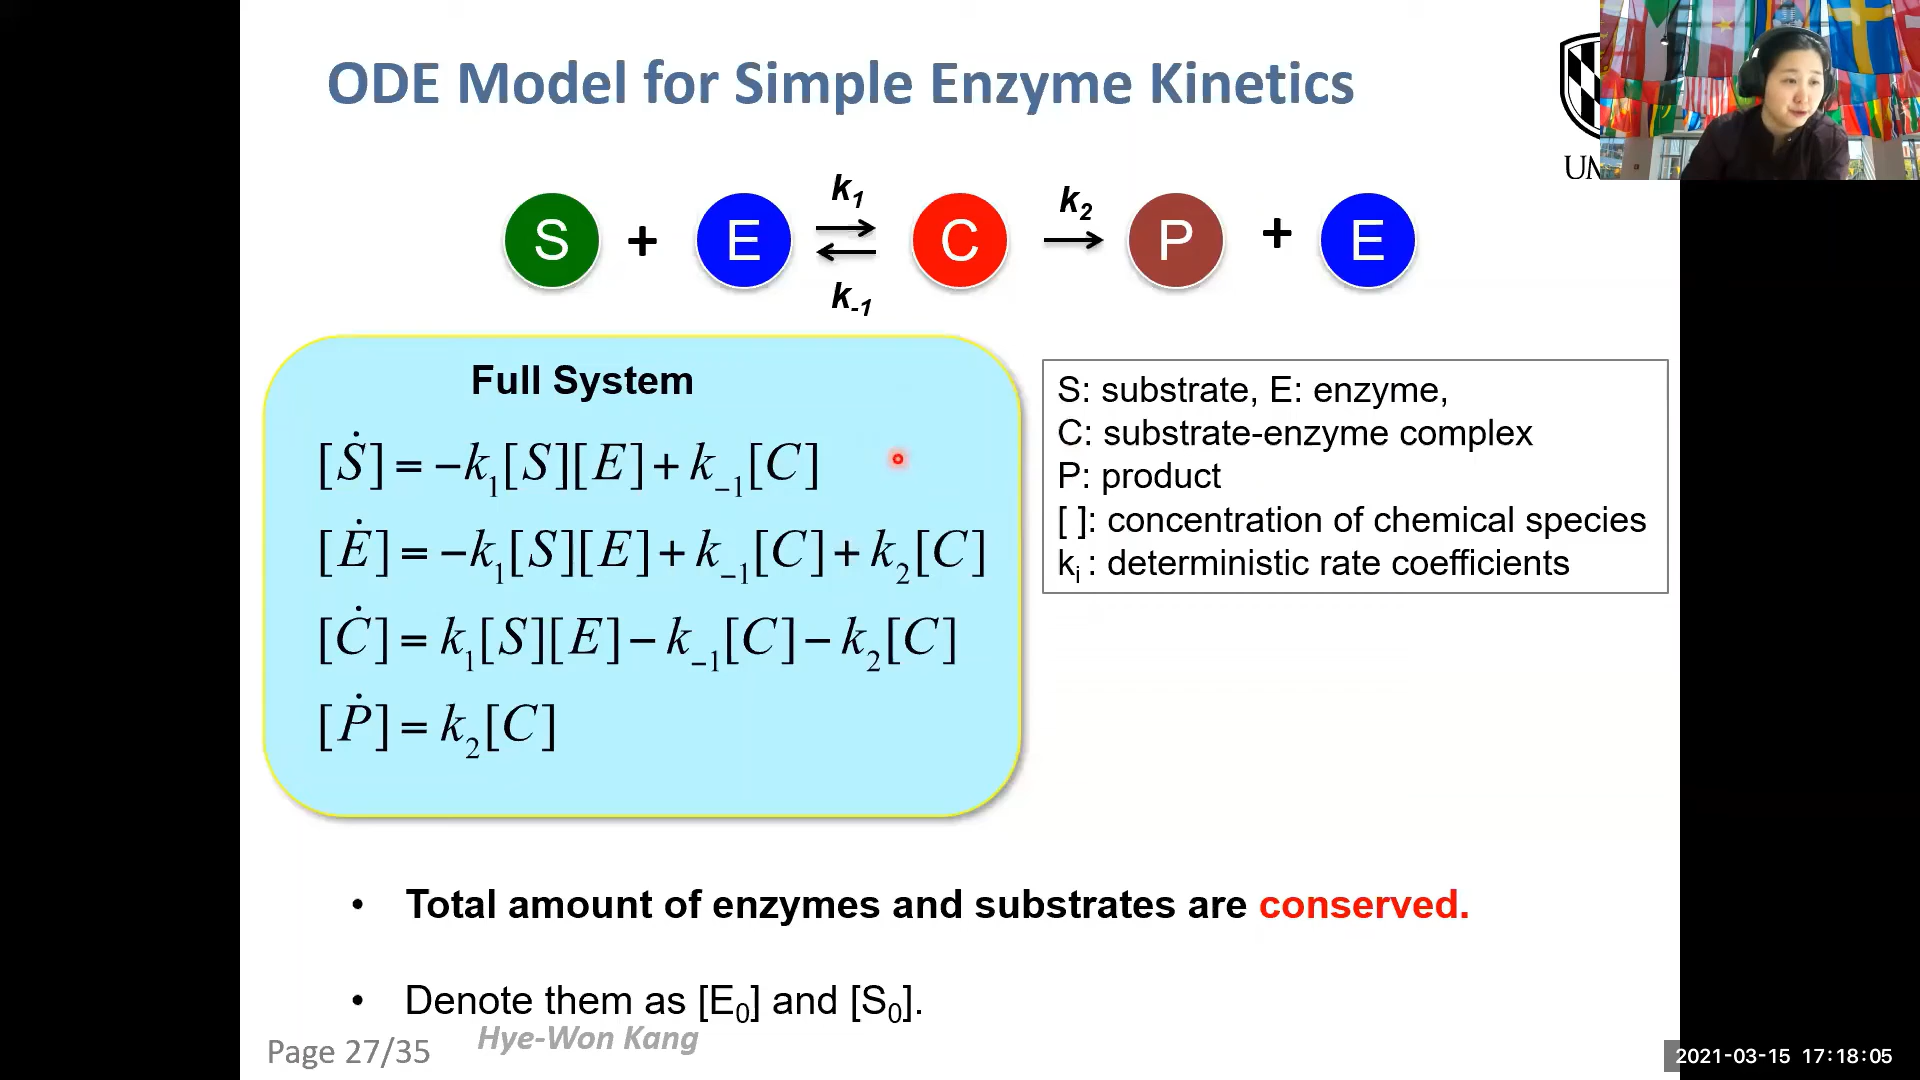 ODE Model for Simple Enzyme Kinetics
UM
S + E k₁ k₋₁ C k₂ P + E
Full System
[Ṡ] = −k₁[S][E] + k₋₁[C]
[Ė] = −k₁[S][E] + k₋₁[C] + k₂[C]
[Ċ] = k₁[S][E] − k₋₁[C] − k₂[C]
[Ṗ] = k₂[C]
S: substrate, E: enzyme,
C: substrate-enzyme complex
P: product
[ ]: concentration of chemical species
kᵢ : deterministic rate coefficients
• Total amount of enzymes and substrates are conserved.
• Denote them as [E₀] and [S₀].
Hye-Won Kang
Page 27/35
2021-03-15 17:18:05